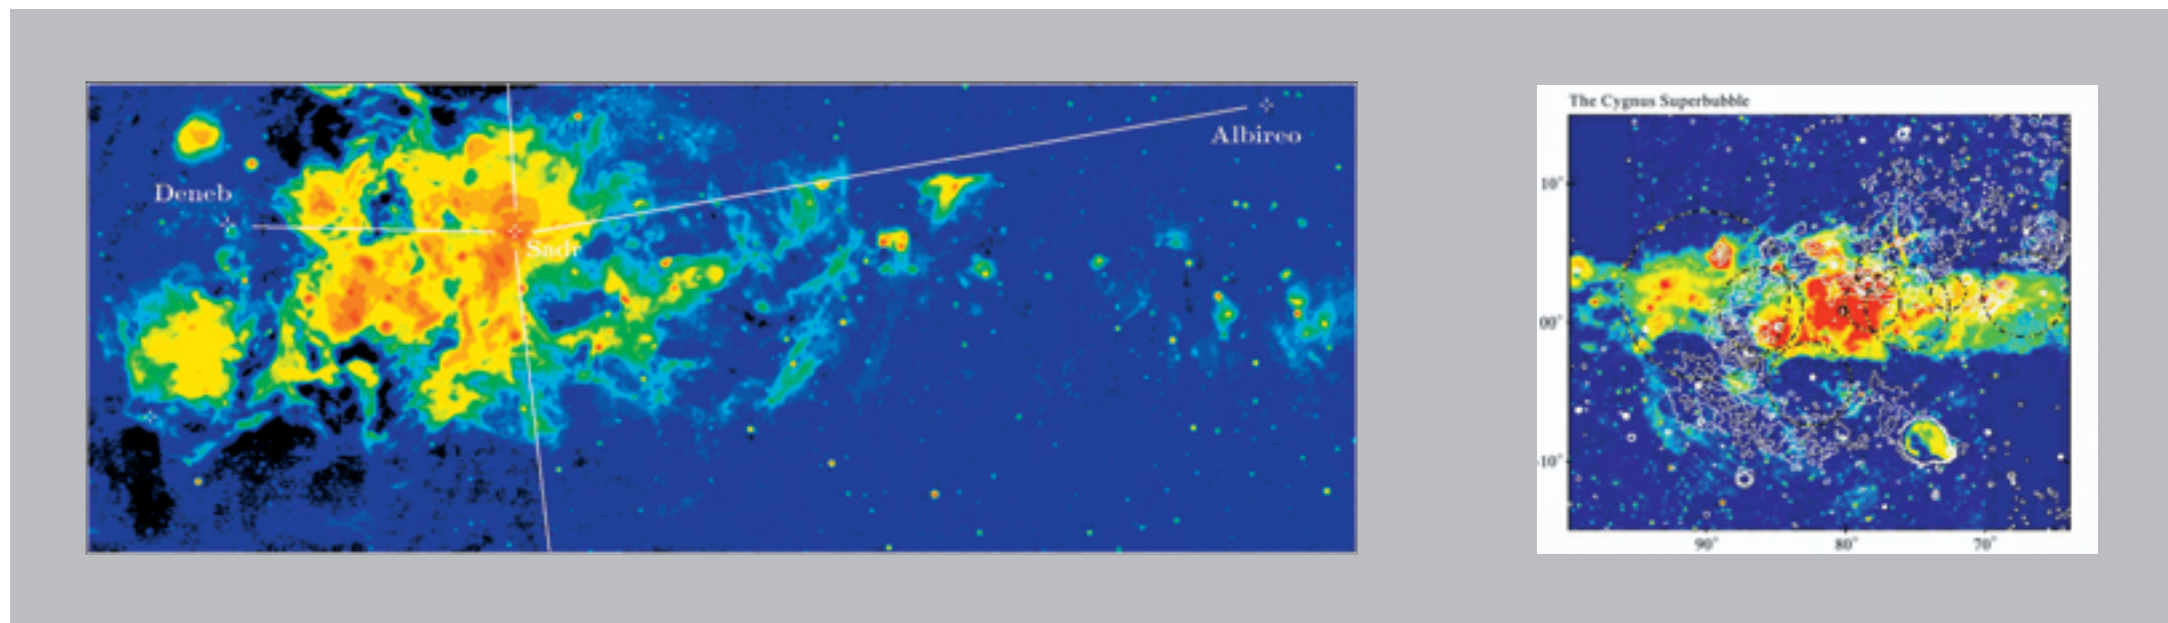 Albireo
Deneb
Sadr
The Cygnus Superbubble
10°
00°
-10°
90°
80°
70°